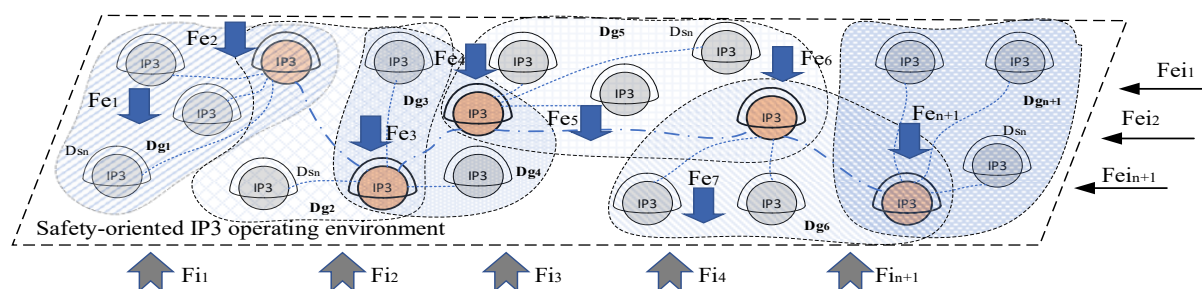 Fe2
Dg5
Dsn
IP3
IP3
IP3
IP3
IP3
IP3
IP3
Fe4
Fe6
Dg3
Dgn+1
Fei1
Fe1
IP3
IP3
IP3
IP3
Fe5
Fen+1
Fei2
Fe3
Dsn
Dg1
Dsn
IP3
IP3
IP3
IP3
IP3
Dsn
Dg4
Fe7
Fein+1
IP3
IP3
IP3
Dg2
Dg6
Safety-oriented IP3 operating environment
Fi1
Fi2
Fi3
Fi4
Fin+1